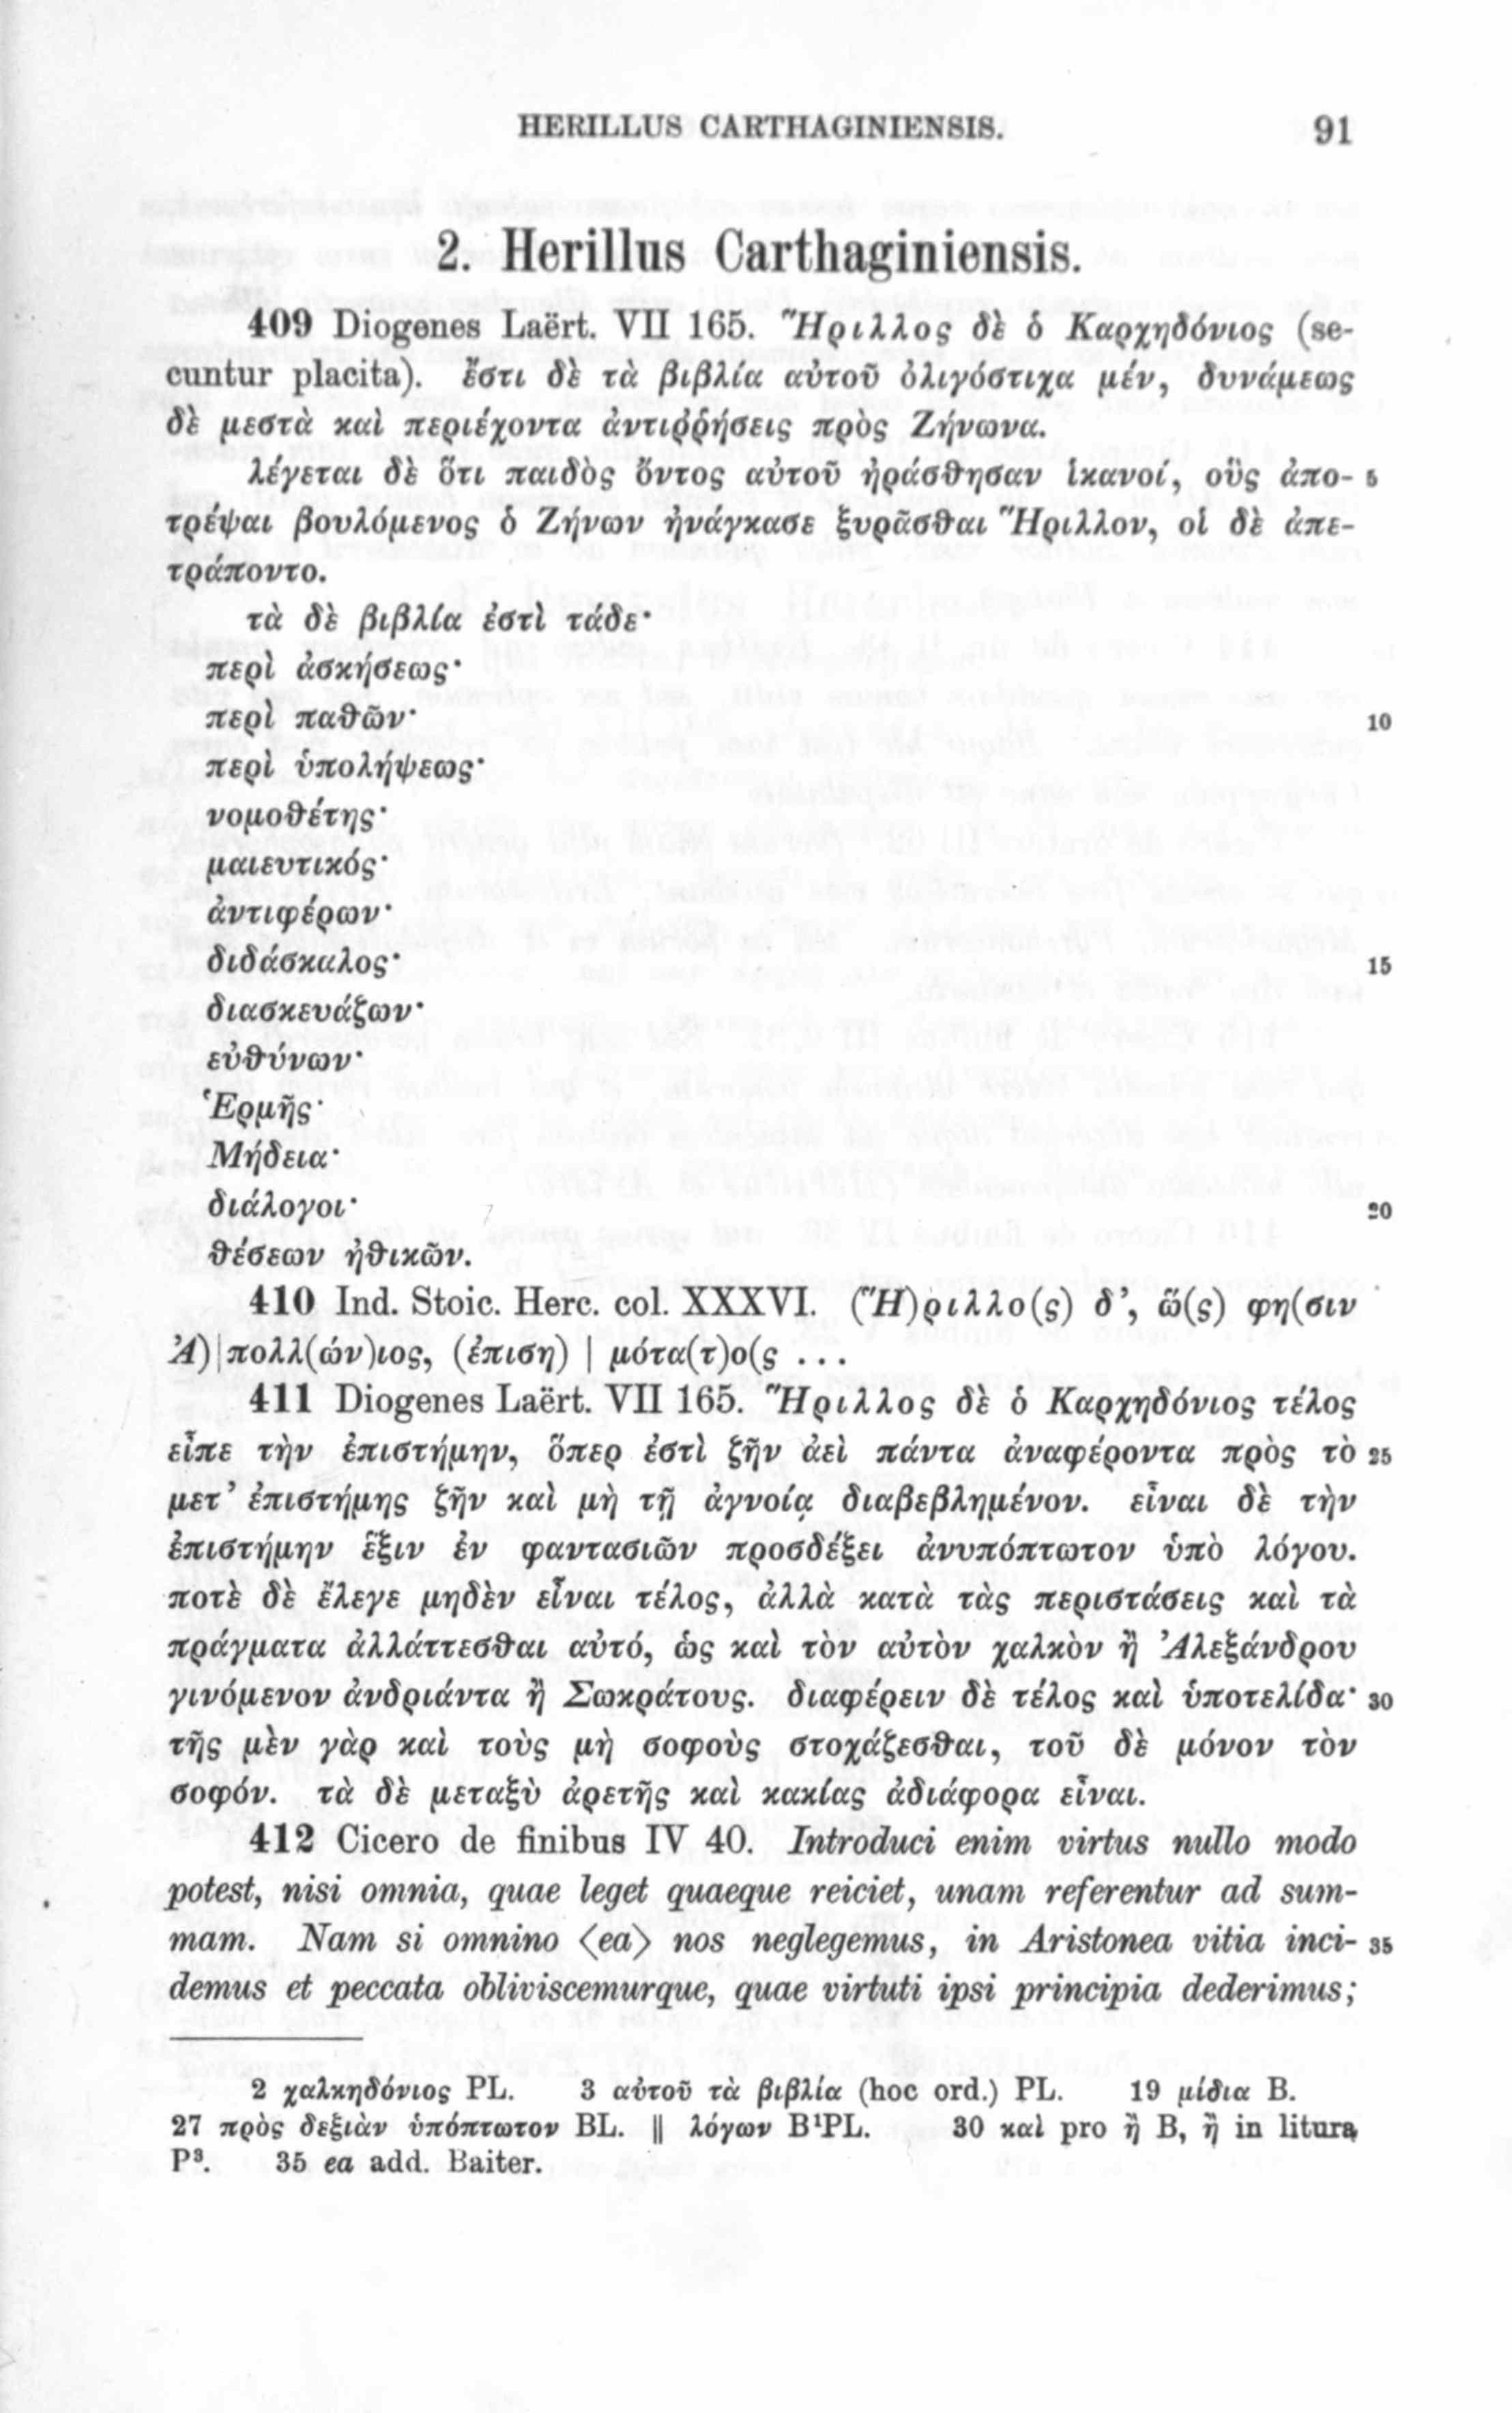 HERILLUS CARTHAGINIENSIS. 91
2. Herillus Carthaginiensis.
409 Diogenes Laërt. VII 165. Ἥριλλος δὲ ὁ Καρχηδόνιος (se-
cuntur placita). ἔστι δὲ τὰ βιβλία αὐτοῦ ὀλιγόστιχα μέν, δυνάμεως
δὲ μεστὰ καὶ περιέχοντα ἀντιῤῥήσεις πρὸς Ζήνωνα.
λέγεται δὲ ὅτι παιδὸς ὄντος αὐτοῦ ἠράσθησαν ἱκανοί, οὓς ἀπο- 5
τρέψαι βουλόμενος ὁ Ζήνων ἠνάγκασε ξυρᾶσθαι Ἥριλλον, οἱ δὲ ἀπε-
τράποντο.
τὰ δὲ βιβλία ἐστὶ τάδε·
περὶ ἀσκήσεως·
περὶ παθῶν· 10
περὶ ὑπολήψεως·
νομοθέτης·
μαιευτικός·
ἀντιφέρων·
διδάσκαλος· 15
διασκευάζων·
εὐθύνων·
Ἑρμῆς·
Μήδεια·
διάλογοι· 20
θέσεων ἠθικῶν.
410 Ind. Stoic. Herc. col. XXXVI. (Ἥ)ριλλο(ς) δ’, ὥ(ς) φη(σιν
Ἀ)|πολλ(ών)ιος, (ἐπιση) | μότα(τ)ο(ς ...
411 Diogenes Laërt. VII 165. Ἥριλλος δὲ ὁ Καρχηδόνιος τέλος
εἶπε τὴν ἐπιστήμην, ὅπερ ἐστὶ ζῆν ἀεὶ πάντα ἀναφέροντα πρὸς τὸ 25
μετ’ ἐπιστήμης ζῆν καὶ μὴ τῇ ἀγνοίᾳ διαβεβλημένον. εἶναι δὲ τὴν
ἐπιστήμην ἕξιν ἐν φαντασιῶν προσδέξει ἀνυπόπτωτον ὑπὸ λόγου.
ποτὲ δὲ ἔλεγε μηδὲν εἶναι τέλος, ἀλλὰ κατὰ τὰς περιστάσεις καὶ τὰ
πράγματα ἀλλάττεσθαι αὐτό, ὡς καὶ τὸν αὐτὸν χαλκὸν ἢ Ἀλεξάνδρου
γινόμενον ἀνδριάντα ἢ Σωκράτους. διαφέρειν δὲ τέλος καὶ ὑποτελίδα· 30
τῆς μὲν γὰρ καὶ τοὺς μὴ σοφοὺς στοχάζεσθαι, τοῦ δὲ μόνον τὸν
σοφόν. τὰ δὲ μεταξὺ ἀρετῆς καὶ κακίας ἀδιάφορα εἶναι.
412 Cicero de finibus IV 40. Introduci enim virtus nullo modo
potest, nisi omnia, quae leget quaeque reiciet, unam referentur ad sum-
mam. Nam si omnino ⟨ea⟩ nos neglegemus, in Aristonea vitia inci- 35
demus et peccata obliviscemurque, quae virtuti ipsi principia dederimus;
2 χαλκηδόνιος PL. 3 αὐτοῦ τὰ βιβλία (hoc ord.) PL. 19 μίδια B.
27 πρὸς δεξιὰν ὑπόπτωτον BL. || λόγων B¹PL. 30 καὶ pro ἢ B, ἢ in litura
P³. 35 ea add. Baiter.